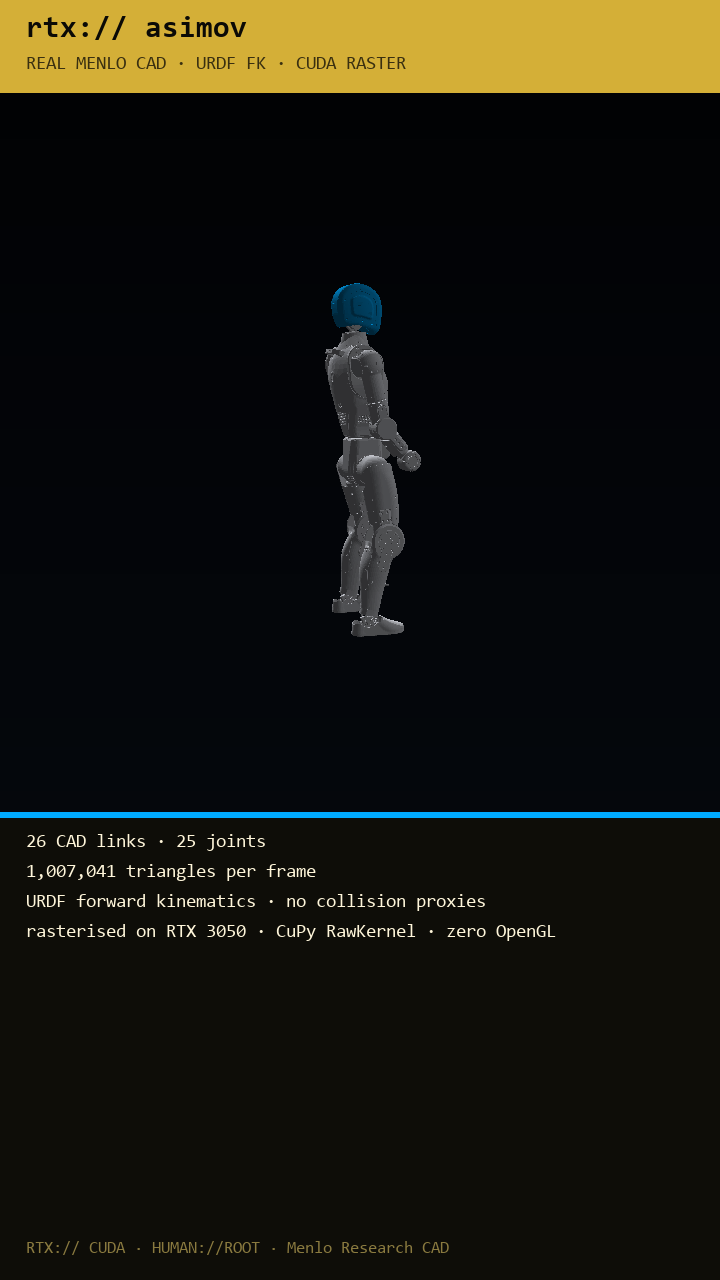 rtx:// asimov
REAL MENLO CAD · URDF FK · CUDA RASTER
26 CAD links · 25 joints
1,007,041 triangles per frame
URDF forward kinematics · no collision proxies
rasterised on RTX 3050 · CuPy RawKernel · zero OpenGL
RTX:// CUDA · HUMAN://ROOT · Menlo Research CAD